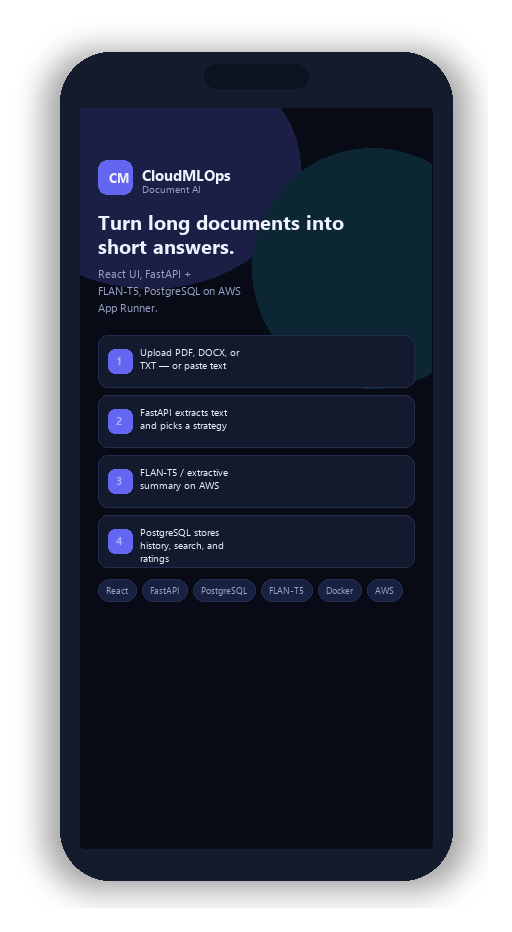 CM
CloudMLOps
Document AI
Turn long documents into
short answers.
React UI, FastAPI +
FLAN-T5, PostgreSQL on AWS
App Runner.
1
Upload PDF, DOCX, or
TXT — or paste text
2
FastAPI extracts text
and picks a strategy
3
FLAN-T5 / extractive
summary on AWS
4
PostgreSQL stores
history, search, and
ratings
React FastAPI PostgreSQL FLAN-T5 Docker AWS